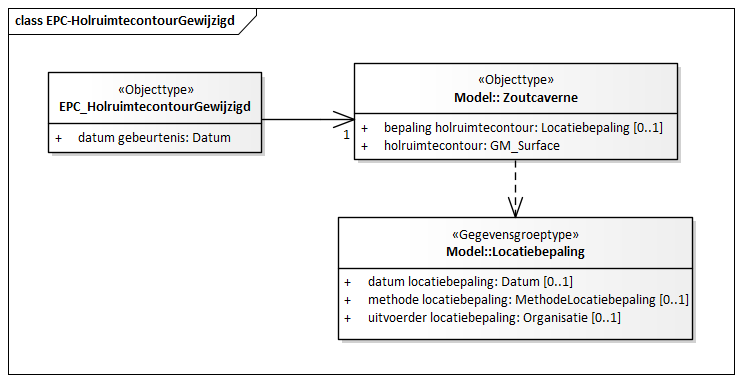 class EPC-HolruimtecontourGewijzigd
«Objecttype»
EPC_HolruimtecontourGewijzigd
+ datum gebeurtenis: Datum
1
«Objecttype»
Model:: Zoutcaverne
+ bepaling holruimtecontour: Locatiebepaling [0..1]
+ holruimtecontour: GM_Surface
«Gegevensgroeptype»
Model::Locatiebepaling
+ datum locatiebepaling: Datum [0..1]
+ methode locatiebepaling: MethodeLocatiebepaling [0..1]
+ uitvoerder locatiebepaling: Organisatie [0..1]